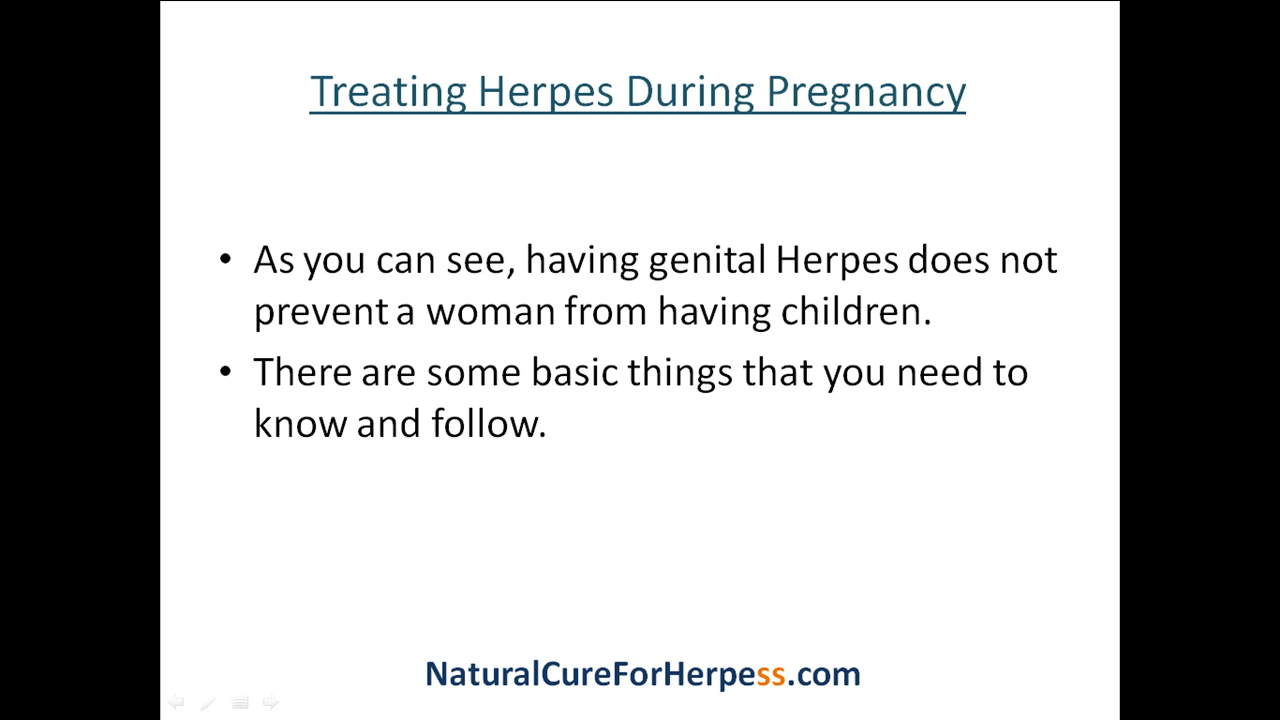 Treating Herpes During Pregnancy
• As you can see, having genital Herpes does not
prevent a woman from having children.
• There are some basic things that you need to
know and follow.
NaturalCureForHerpess.com